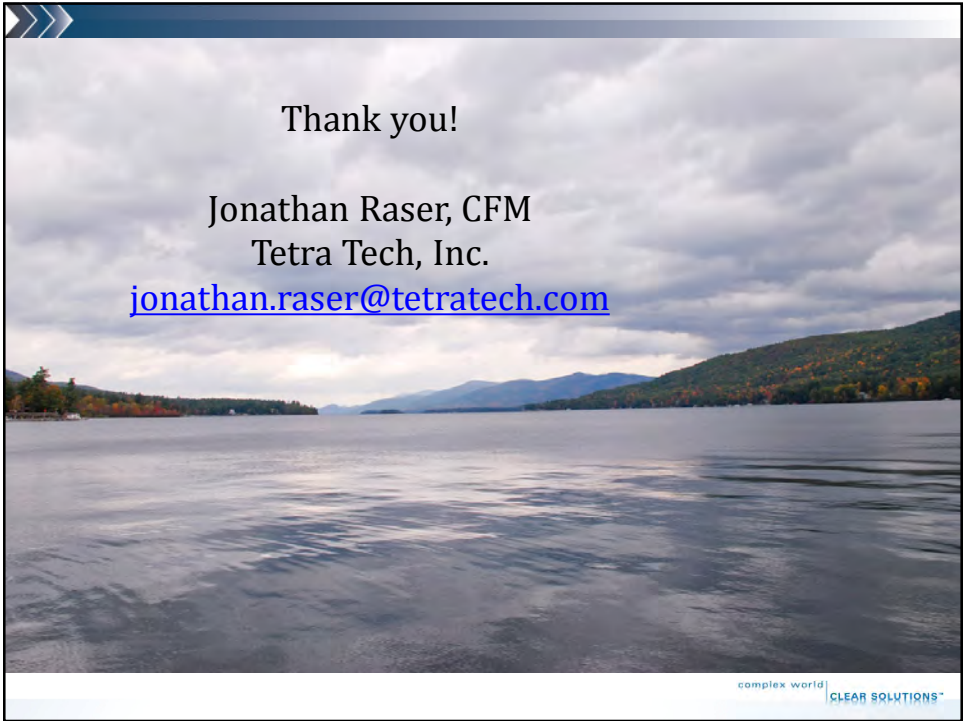 Thank you!
Jonathan Raser, CFM
Tetra Tech, Inc.
jonathan.raser@tetratech.com
complex world
CLEAR SOLUTIONS™